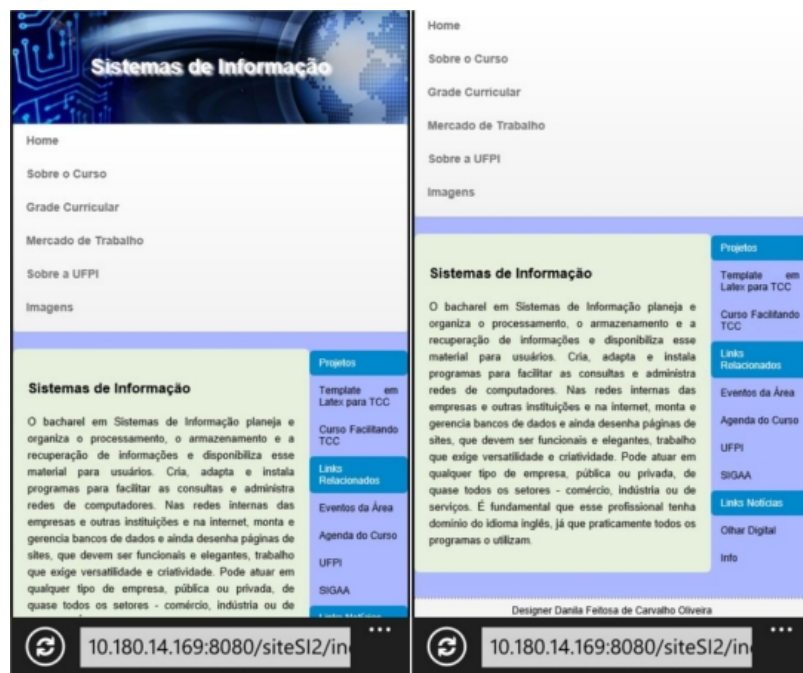 Sistemas de Informação
Home
Sobre o Curso
Grade Curricular
Mercado de Trabalho
Sobre a UFPI
Imagens
Sistemas de Informação
O bacharel em Sistemas de Informação planeja e
organiza o processamento, o armazenamento e a
recuperação de informações e disponibiliza esse
material para usuários. Cria, adapta e instala
programas para facilitar as consultas e administra
redes de computadores. Nas redes internas das
empresas e outras instituições e na internet, monta e
gerencia bancos de dados e ainda desenha páginas de
sites, que devem ser funcionais e elegantes, trabalho
que exige versatilidade e criatividade. Pode atuar em
qualquer tipo de empresa, pública ou privada, de
quase todos os setores - comércio, indústria ou de
Projetos
Template em
Latex para TCC
Curso Facilitando
TCC
Links
Relacionados
Eventos da Área
Agenda do Curso
UFPI
SIGAA
Links Notícias
10.180.14.169:8080/siteSI2/in
Home
Sobre o Curso
Grade Curricular
Mercado de Trabalho
Sobre a UFPI
Imagens
Sistemas de Informação
O bacharel em Sistemas de Informação planeja e
organiza o processamento, o armazenamento e a
recuperação de informações e disponibiliza esse
material para usuários. Cria, adapta e instala
programas para facilitar as consultas e administra
redes de computadores. Nas redes internas das
empresas e outras instituições e na internet, monta e
gerencia bancos de dados e ainda desenha páginas de
sites, que devem ser funcionais e elegantes, trabalho
que exige versatilidade e criatividade. Pode atuar em
qualquer tipo de empresa, pública ou privada, de
quase todos os setores - comércio, indústria ou de
serviços. É fundamental que esse profissional tenha
domínio do idioma inglês, já que praticamente todos os
programas o utilizam.
Projetos
Template em
Latex para TCC
Curso Facilitando
TCC
Links
Relacionados
Eventos da Área
Agenda do Curso
UFPI
SIGAA
Links Notícias
Olhar Digital
Info
Designer Danila Feitosa de Carvalho Oliveira
10.180.14.169:8080/siteSI2/in